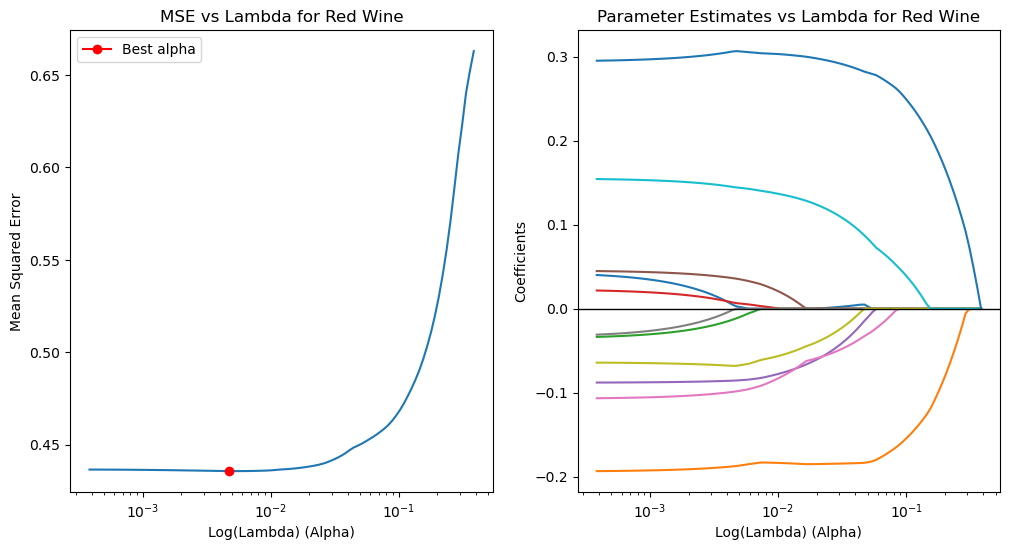 MSE vs Lambda for Red Wine
Best alpha
Mean Squared Error
0.65
0.60
0.55
0.50
0.45
10⁻³
10⁻²
10⁻¹
Log(Lambda) (Alpha)
Parameter Estimates vs Lambda for Red Wine
Coefficients
0.3
0.2
0.1
0.0
−0.1
−0.2
10⁻³
10⁻²
10⁻¹
Log(Lambda) (Alpha)